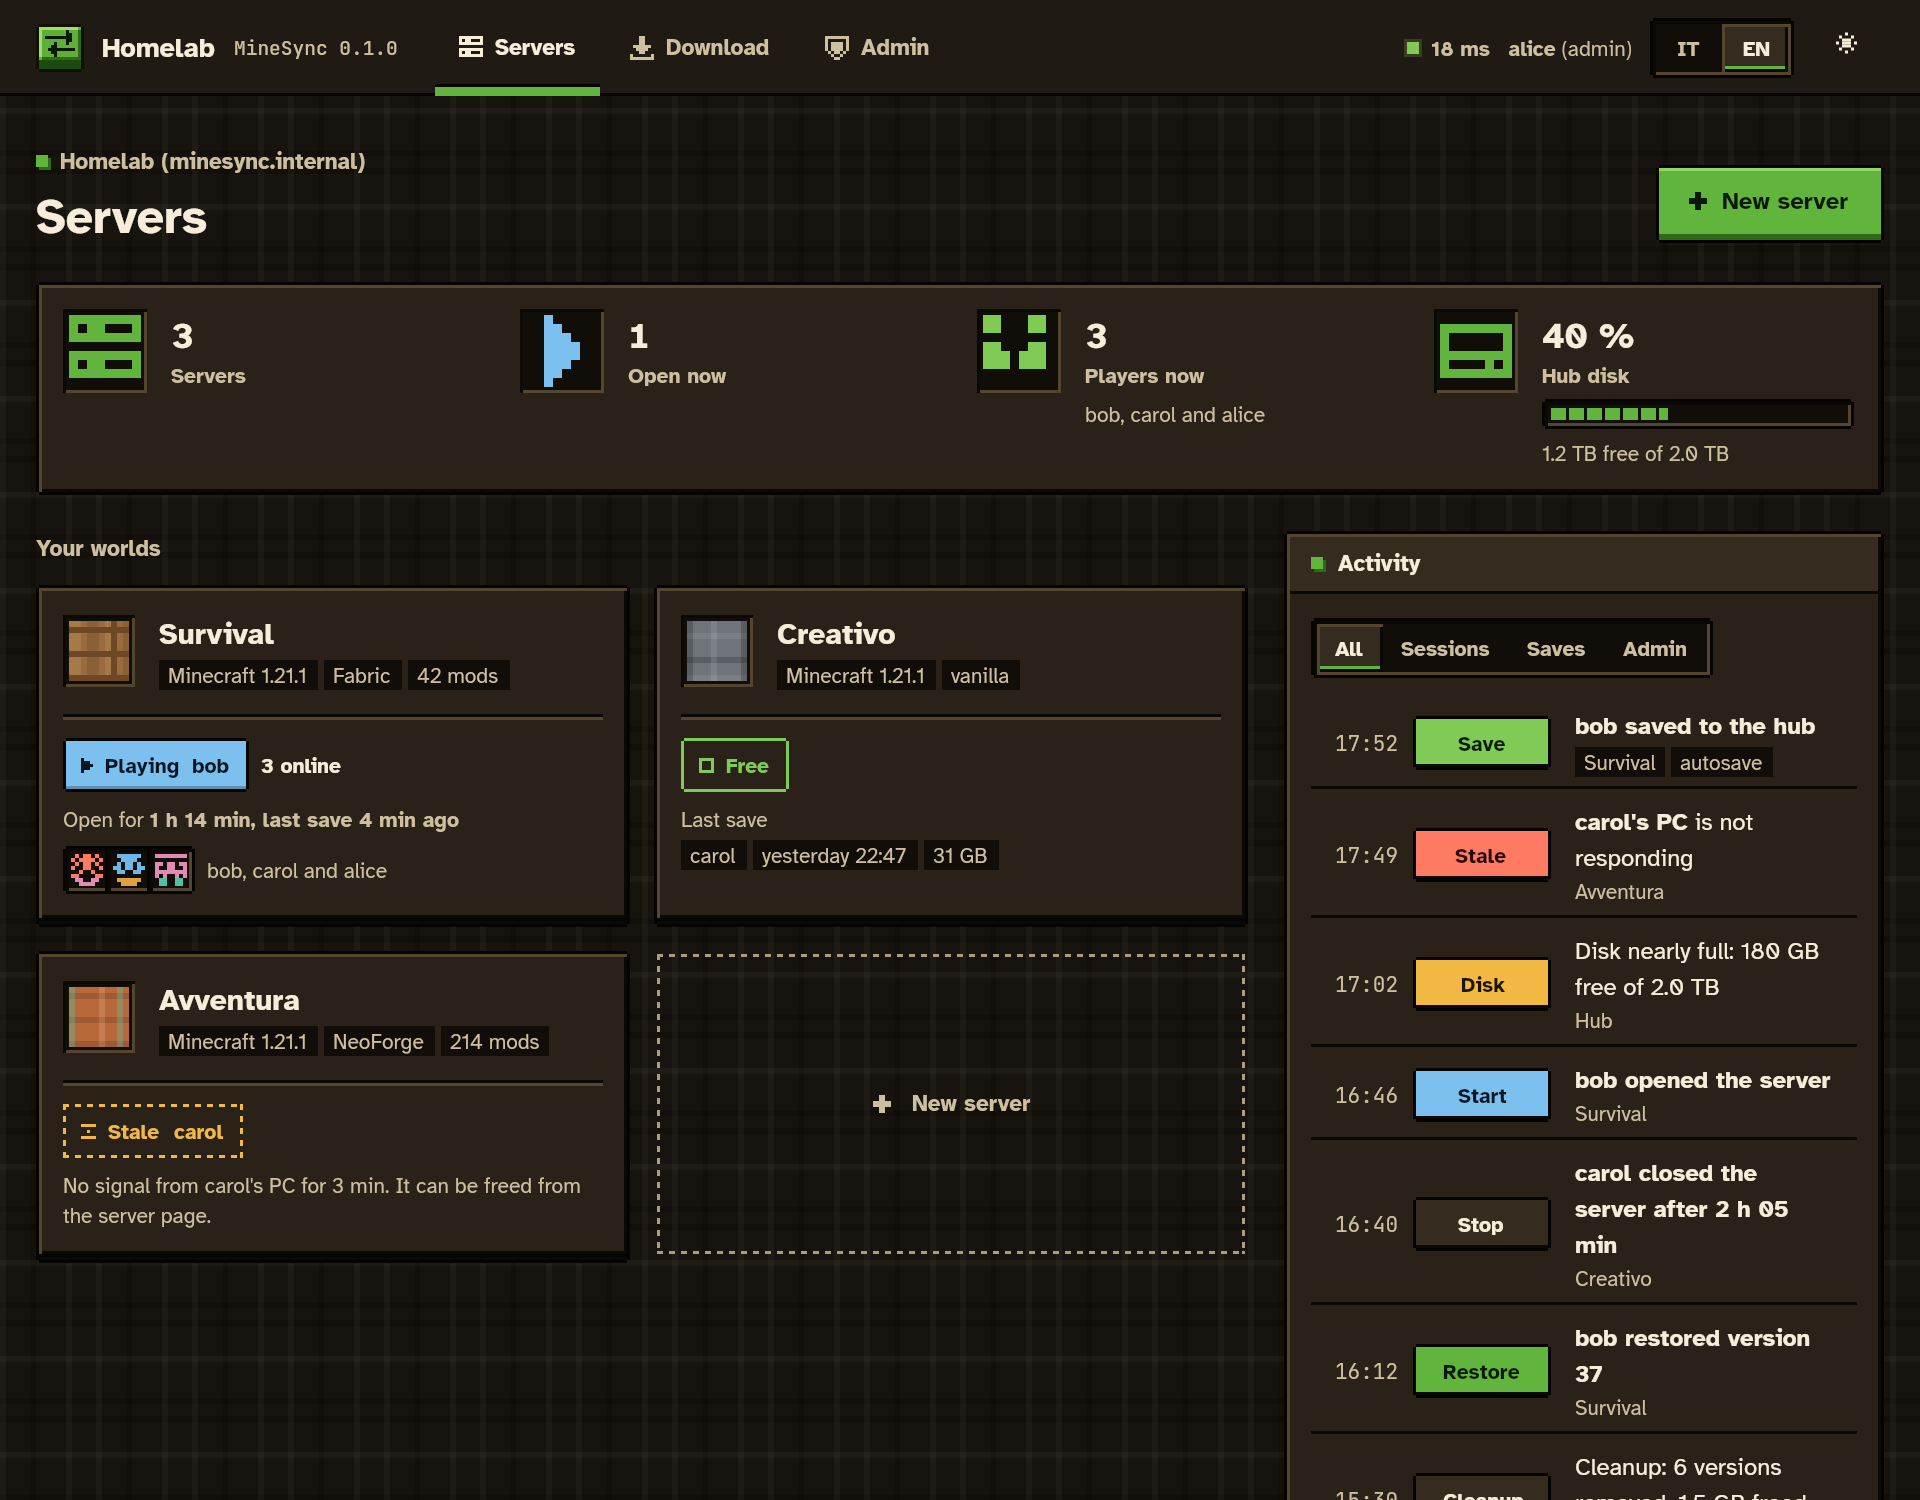 Homelab MineSync 0.1.0 Servers Download Admin 18 ms alice (admin) IT EN
Homelab (minesync.internal)
Servers
New server
3
Servers
1
Open now
3
Players now
bob, carol and alice
40 %
Hub disk
1.2 TB free of 2.0 TB
Your worlds
Survival
Minecraft 1.21.1 Fabric 42 mods
Playing bob 3 online
Open for 1 h 14 min, last save 4 min ago
bob, carol and alice
Creativo
Minecraft 1.21.1 vanilla
Free
Last save
carol yesterday 22:47 31 GB
Avventura
Minecraft 1.21.1 NeoForge 214 mods
Stale carol
No signal from carol's PC for 3 min. It can be freed from
the server page.
New server
Activity
All Sessions Saves Admin
17:52 Save bob saved to the hub
Survival autosave
17:49 Stale carol's PC is not
responding
Avventura
17:02 Disk Disk nearly full: 180 GB
free of 2.0 TB
Hub
16:46 Start bob opened the server
Survival
16:40 Stop carol closed the
server after 2 h 05
min
Creativo
16:12 Restore bob restored version
37
Survival
15:30 Cleanup Cleanup: 6 versions